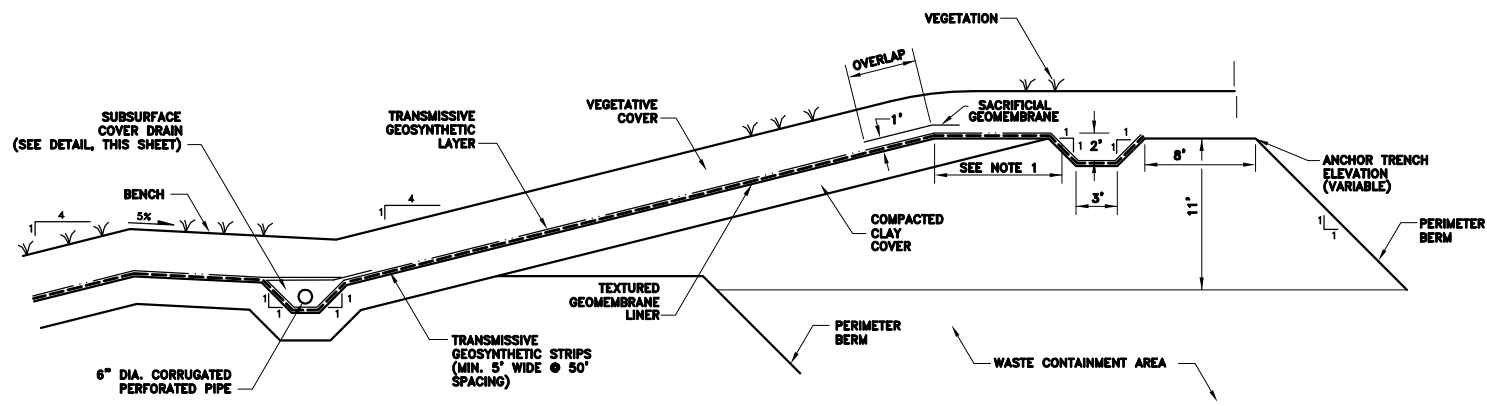 VEGETATION
OVERLAP
SUBSURFACE
COVER DRAIN
(SEE DETAIL, THIS SHEET)
TRANSMISSIVE
GEOSYNTHETIC
LAYER
VEGETATIVE
COVER
1'
SACRIFICIAL
GEOMEMBRANE
1
1
2'
1
1
8'
ANCHOR TRENCH
ELEVATION
(VARIABLE)
BENCH
SEE NOTE 1
3'
11'
4
1
5%
4
1
COMPACTED
CLAY
COVER
1
1
PERIMETER
BERM
1
1
1
1
TEXTURED
GEOMEMBRANE
LINER
PERIMETER
BERM
TRANSMISSIVE
GEOSYNTHETIC STRIPS
(MIN. 5' WIDE @ 50'
SPACING)
WASTE CONTAINMENT AREA
6" DIA. CORRUGATED
PERFORATED PIPE